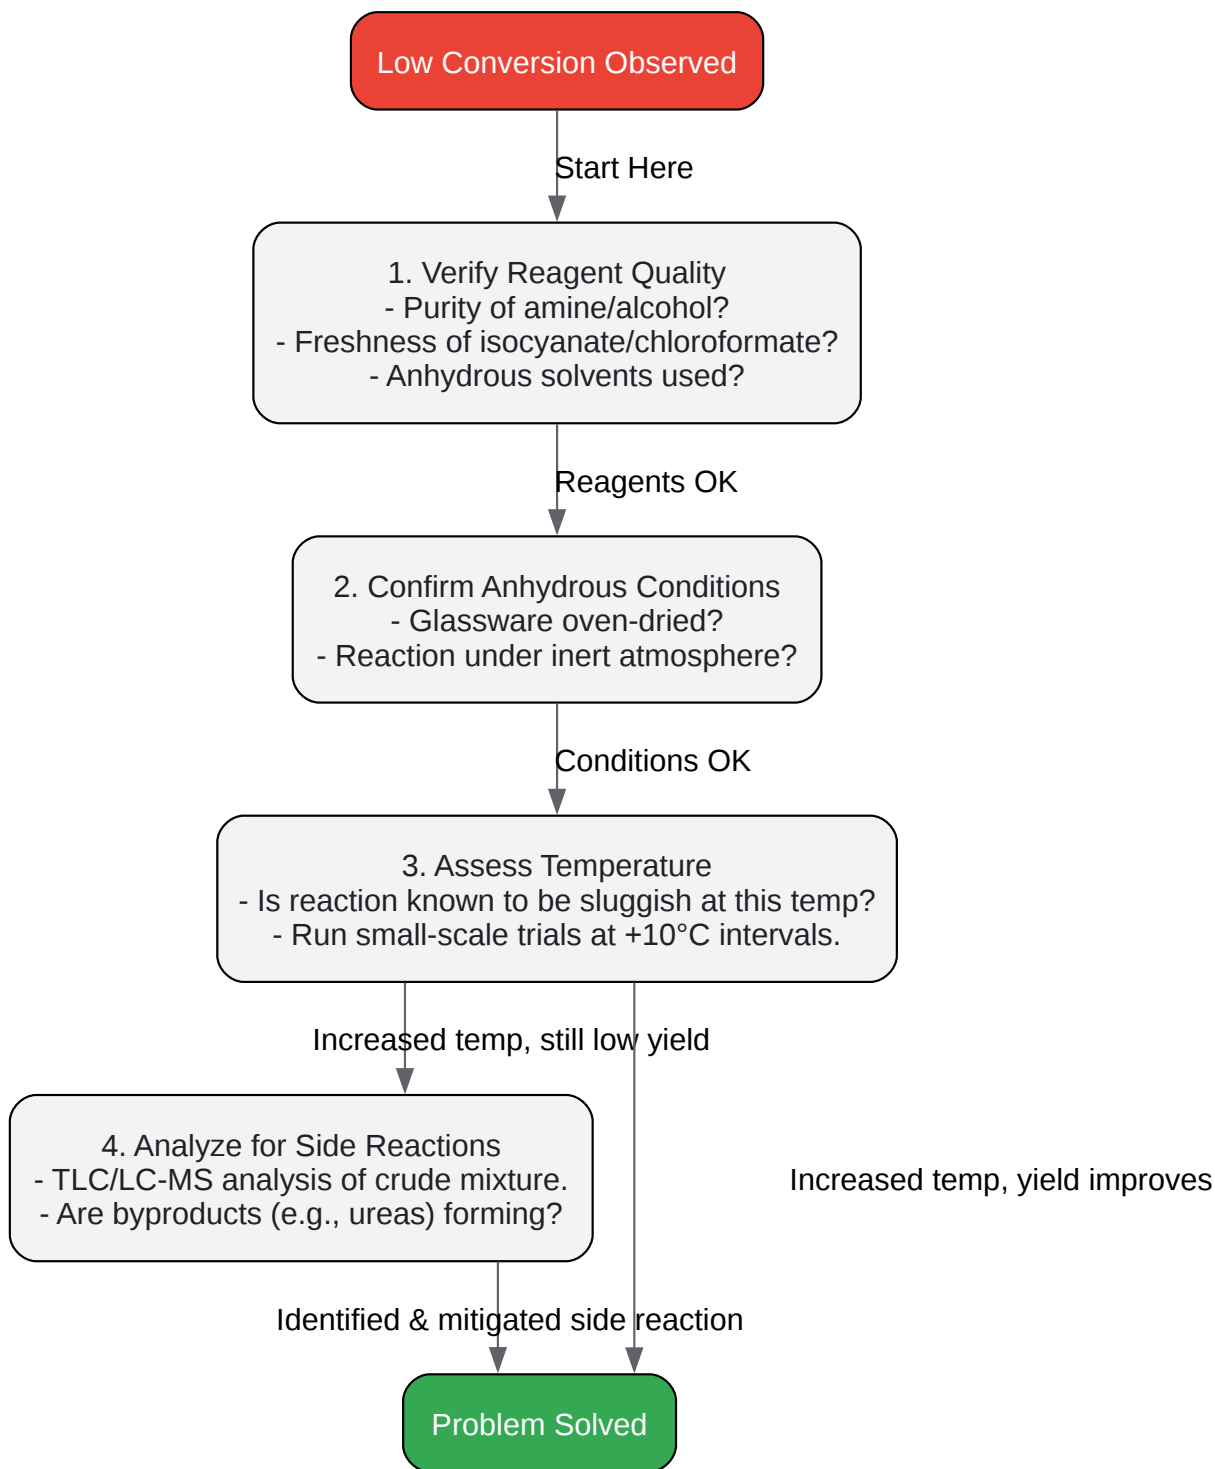 Low Conversion Observed
Start Here
1. Verify Reagent Quality
- Purity of amine/alcohol?
- Freshness of isocyanate/chloroformate?
- Anhydrous solvents used?
Reagents OK
2. Confirm Anhydrous Conditions
- Glassware oven-dried?
- Reaction under inert atmosphere?
Conditions OK
3. Assess Temperature
- Is reaction known to be sluggish at this temp?
- Run small-scale trials at +10°C intervals.
Increased temp, still low yield
4. Analyze for Side Reactions
- TLC/LC-MS analysis of crude mixture.
- Are byproducts (e.g., ureas) forming?
Increased temp, yield improves
Identified & mitigated side reaction
Problem Solved